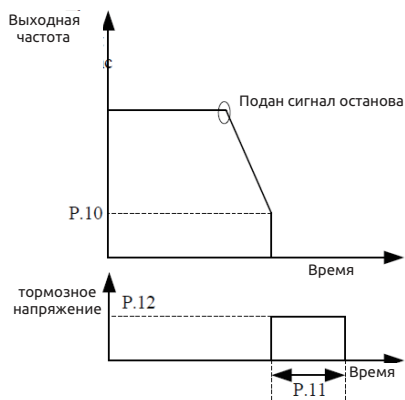 Выходная
частота
с
Подан сигнал останова
P.10
Время
тормозное
напряжение
P.12
Время
P.11